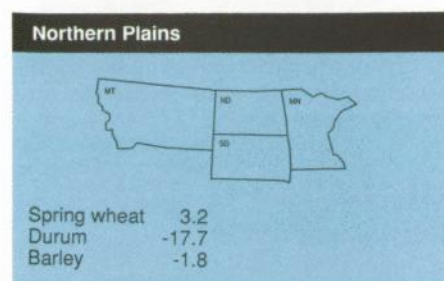 Northern Plains
MT
ND
MN
SD
Spring wheat 3.2
Durum -17.7
Barley -1.8